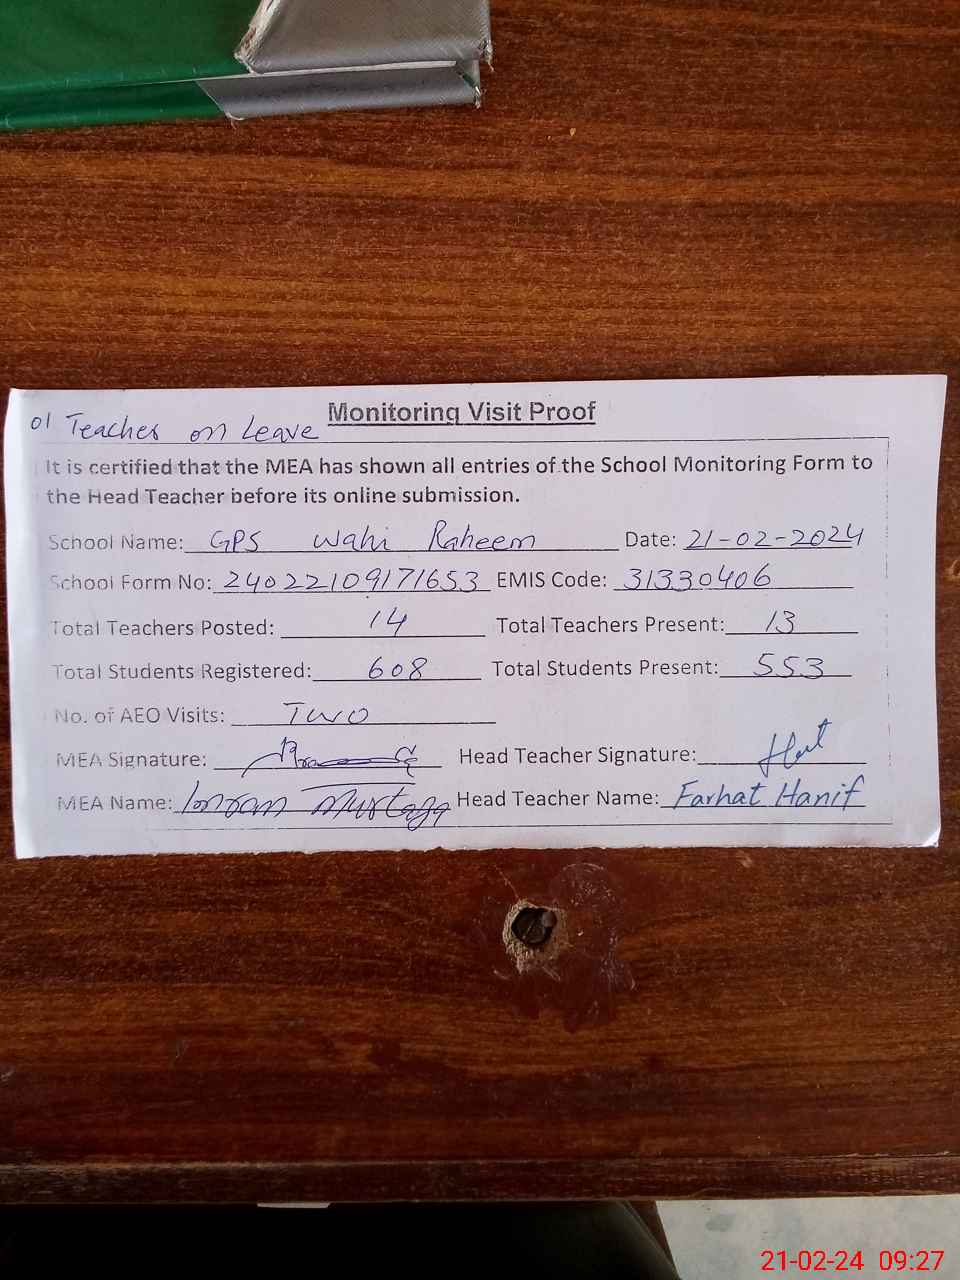 Monitoring Visit Proof
01 Teacher on Leave
It is certified that the MEA has shown all entries of the School Monitoring Form to
the Head Teacher before its online submission.
School Name: GPS Wahi Raheem Date: 21-02-2024
School Form No: 24022109171653 EMIS Code: 31330406
Total Teachers Posted: 14 Total Teachers Present: 13
Total Students Registered: 608 Total Students Present: 553
No. of AEO Visits: Two
MEA Signature: Head Teacher Signature:
MEA Name: Head Teacher Name: Farhat Hanif
21-02-24 09:27